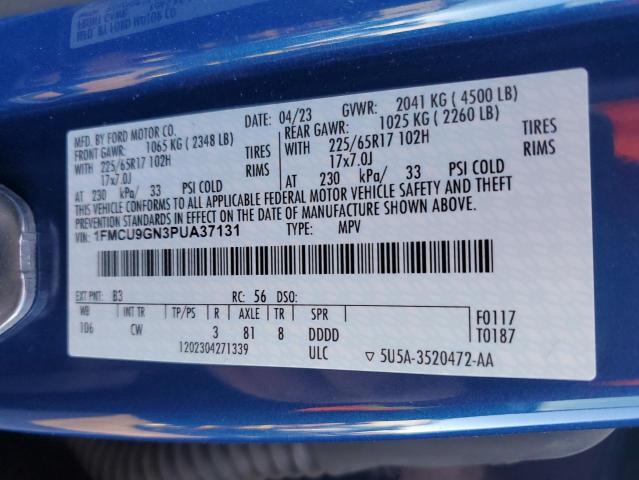 MFD. BY FORD MOTOR CO. DATE: 04/23 GVWR: 2041 KG ( 4500 LB)
FRONT GAWR: 1065 KG ( 2348 LB) REAR GAWR: 1025 KG ( 2260 LB)
WITH 225/65R17 102H TIRES WITH 225/65R17 102H TIRES
17x7.0J RIMS 17x7.0J RIMS
AT 230 kPa/ 33 PSI COLD AT 230 kPa/ 33 PSI COLD
THIS VEHICLE CONFORMS TO ALL APPLICABLE FEDERAL MOTOR VEHICLE SAFETY AND THEFT
PREVENTION STANDARDS IN EFFECT ON THE DATE OF MANUFACTURE SHOWN ABOVE.
VIN: 1FMCU9GN3PUA37131 TYPE: MPV
EXT PNT: B3 RC: 56 DSO:
WB INT TR TP/PS R AXLE TR SPR F0117
106 CW 3 81 8 DDDD T0187
1202304271339 ULC ▽ 5U5A-3520472-AA